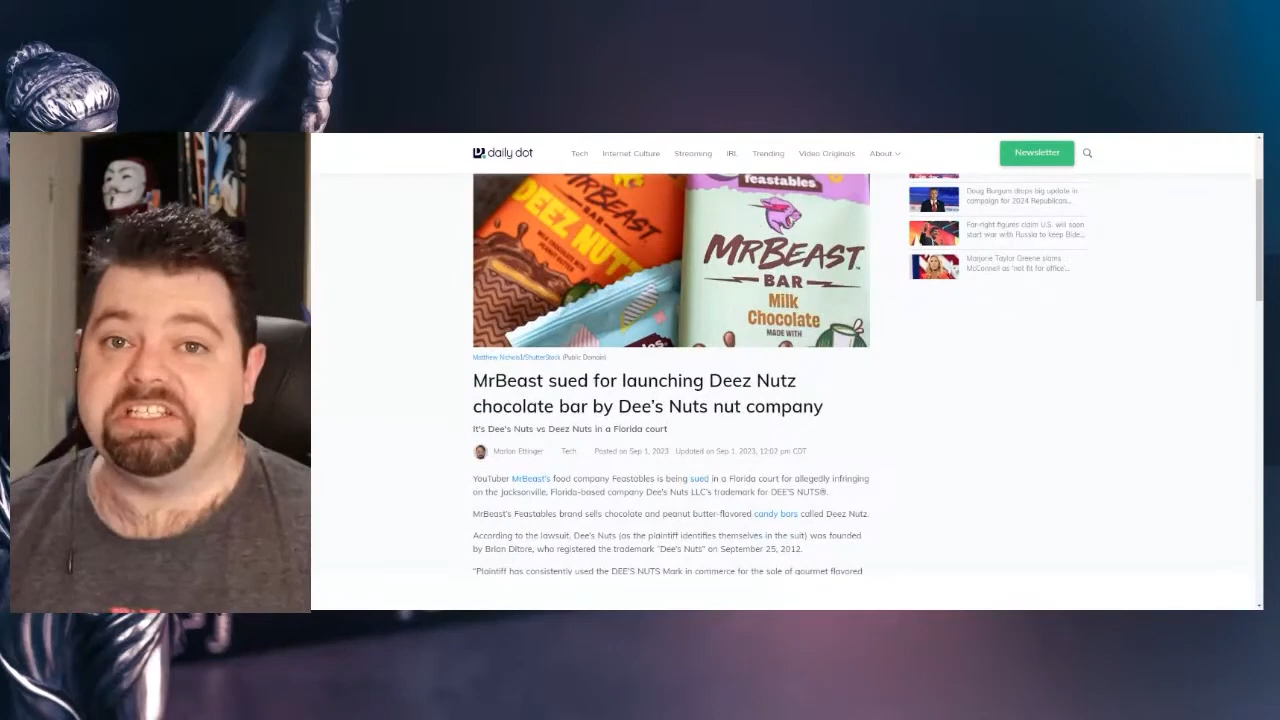 daily dot
Tech
Internet Culture
Streaming
IRL
Trending
Video Originals
About
Newsletter
MRBEAST
BAR
DEEZ NUT
feastables
MRBEAST
BAR
Milk
Chocolate
MADE WITH
Doug Burgum drops big update in
campaign for 2024 Republican...
Far-right figures claim U.S. will soon
start war with Russia to keep Bide...
Marjorie Taylor Greene slams
McConnell as 'not fit for office'...
Matthew Nichols1/ShutterStock (Public Domain)
MrBeast sued for launching Deez Nutz
chocolate bar by Dee's Nuts nut company
It's Dee's Nuts vs Deez Nuts in a Florida court
Marlon Ettinger
Tech
Posted on Sep 1, 2023
Updated on Sep 1, 2023, 12:02 pm CDT
YouTuber MrBeast's food company Feastables is being sued in a Florida court for allegedly infringing
on the Jacksonville, Florida-based company Dee's Nuts LLC's trademark for DEE'S NUTS®.
MrBeast's Feastables brand sells chocolate and peanut butter-flavored candy bars called Deez Nutz.
According to the lawsuit, Dee's Nuts (as the plaintiff identifies themselves in the suit) was founded
by Brian Ditore, who registered the trademark "Dee's Nuts" on September 25, 2012.
"Plaintiff has consistently used the DEE'S NUTS Mark in commerce for the sale of gourmet flavored